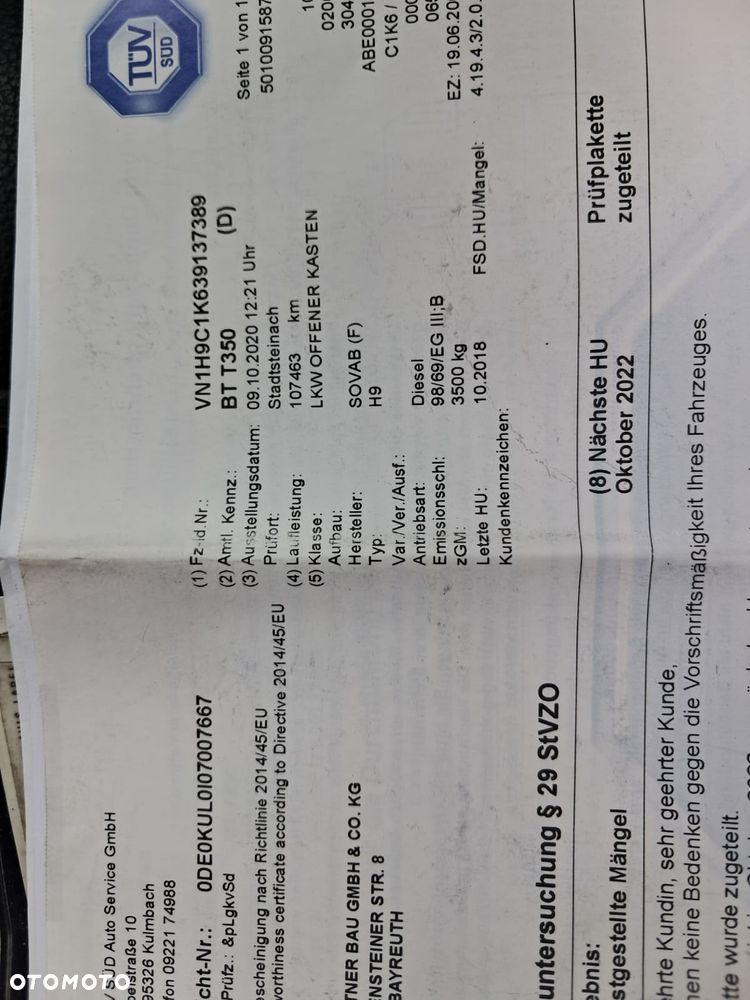 TÜV
SÜD
Seite 1 von 1
5010091587
SÜD Auto Service GmbH
95326 Kulmbach
fon 09221 74988
cht-Nr.: 0DE0KUL0I07007667
Prüfz.: &pLgkvSd
escheinigung nach Richtlinie 2014/45/EU
worthiness certificate according to Directive 2014/45/EU
TNER BAU GMBH & CO. KG
NSTEINER STR. 8
BAYREUTH
(1) Fz-id.Nr.: VN1H9C1K639137389
(2) Amtl. Kennz.: BT T350 (D)
(3) Ausstellungsdatum: 09.10.2020 12:21 Uhr
Prüfort: Stadtsteinach
(4) Laufleistung: 107463 km
(5) Klasse: LKW OFFENER KASTEN
Aufbau:
Hersteller: SOVAB (F)
Typ: H9
Var./Ver./Ausf.:
Antriebsart: Diesel
Emissionsschl: 98/69/EG III;B
zGM: 3500 kg
Letzte HU: 10.2018 FSD.HU/Mangel: 4.19.4.3/2.0.
Kundenkennzeichen:
304
ABE0001
C1K6 /
EZ: 19.06.20
untersuchung § 29 StVZO
bnis:
stgestellte Mängel
(8) Nächste HU
Oktober 2022
Prüfplakette
zugeteilt
hrte Kundin, sehr geehrter Kunde,
en keine Bedenken gegen die Vorschriftsmäßigkeit Ihres Fahrzeuges.
tte wurde zugeteilt.
OTOMOTO